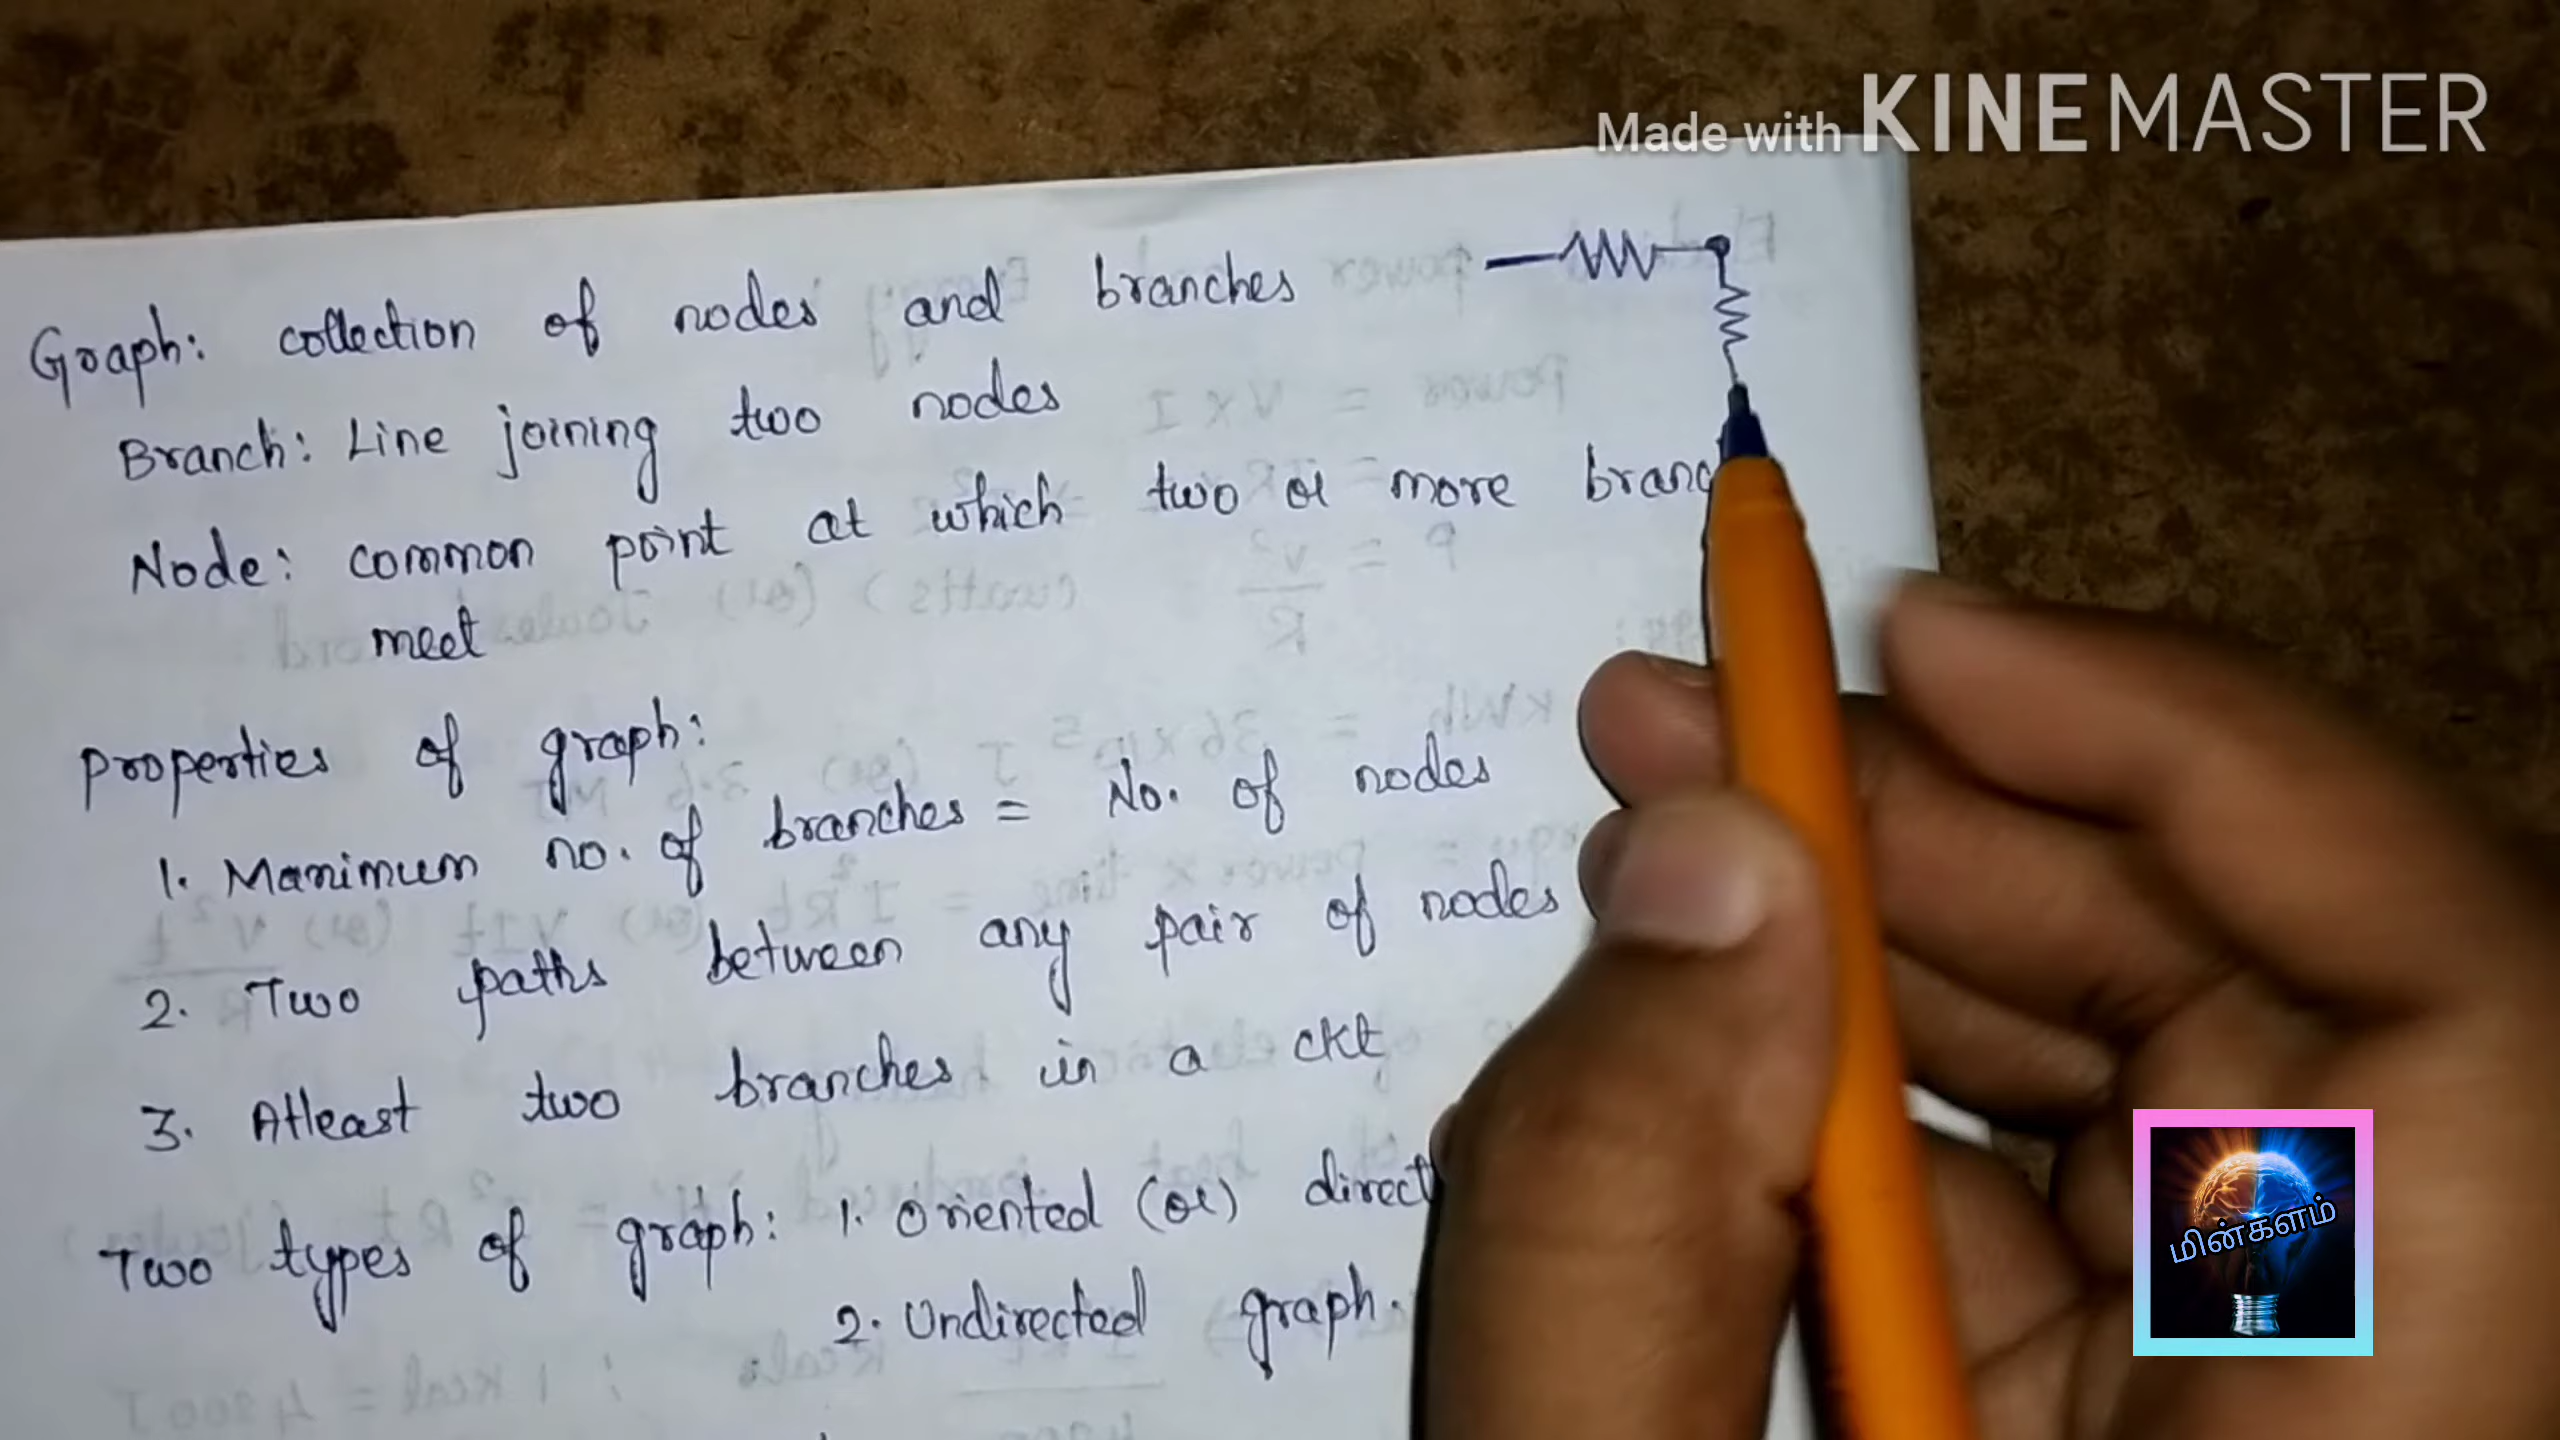 Made with KINEMASTER
Graph: collection of nodes and branches
Branch: Line joining two nodes
Node: common point at which two or more branc
meet
properties of graph:
1. Manimum no. of branches = No. of nodes
2. Two paths between any pair of nodes
3. Atleast two branches in a ckt
Two types of graph: 1. Oriented (or) direct
2. Undirected graph.
மின்களம்